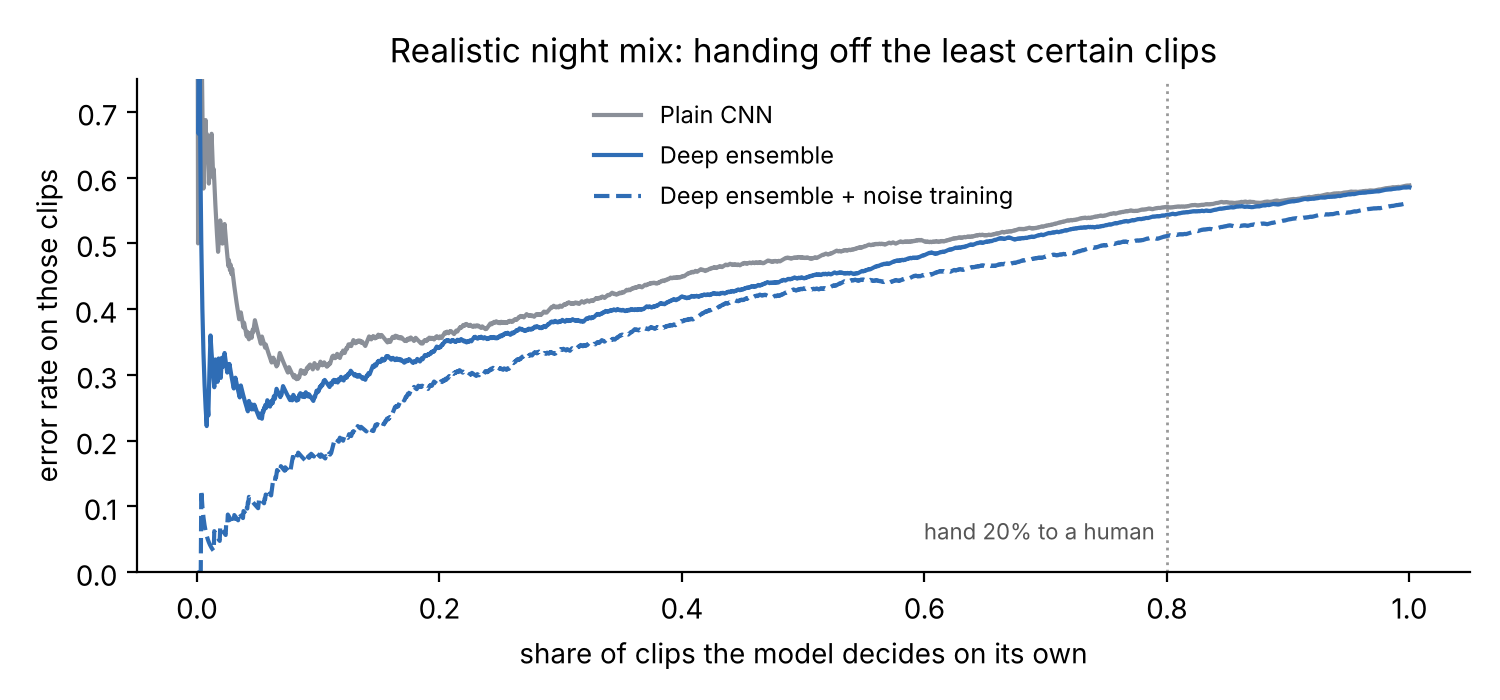 Realistic night mix: handing off the least certain clips
error rate on those clips
0.7
0.6
0.5
0.4
0.3
0.2
0.1
0.0
Plain CNN
Deep ensemble
Deep ensemble + noise training
hand 20% to a human
0.0 0.2 0.4 0.6 0.8 1.0
share of clips the model decides on its own